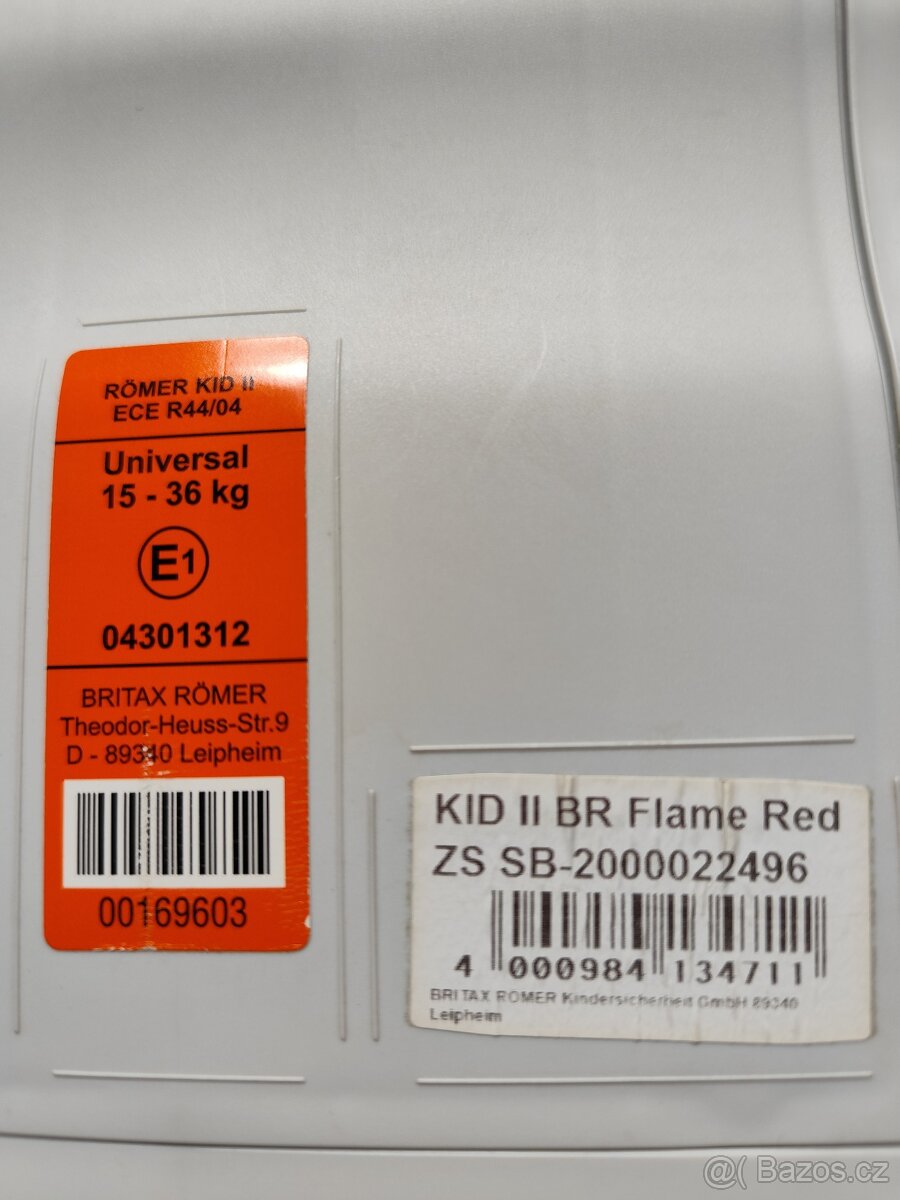 RÖMER KID II
ECE R44/04
Universal
15 - 36 kg
E1
04301312
BRITAX RÖMER
Theodor-Heuss-Str.9
D - 89340 Leipheim
00169603
KID II BR Flame Red
ZS SB-2000022496
4 000984 134711
BRITAX RÖMER Kindersicherheit GmbH 89340
Leipheim
@( Bazos.cz